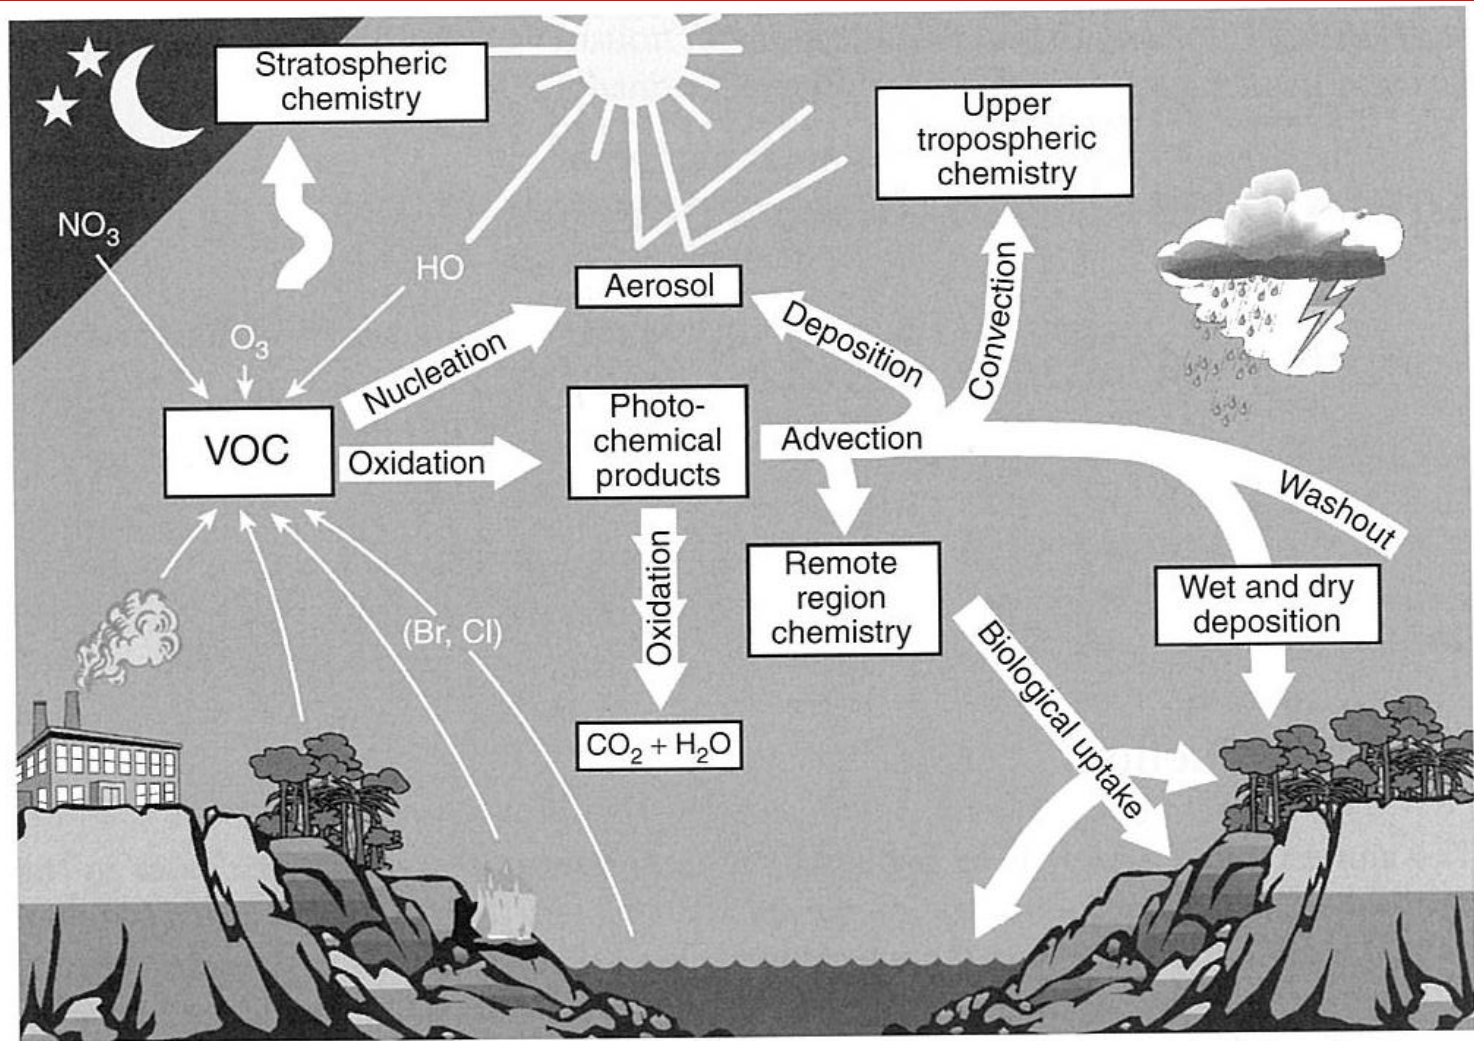 Stratospheric
chemistry
Upper
tropospheric
chemistry
NO₃
HO
O₃
Aerosol
Nucleation
Deposition
Convection
VOC
Oxidation
Photo-
chemical
products
Advection
Washout
Oxidation
Remote
region
chemistry
Wet and dry
deposition
(Br, Cl)
Biological uptake
CO₂ + H₂O